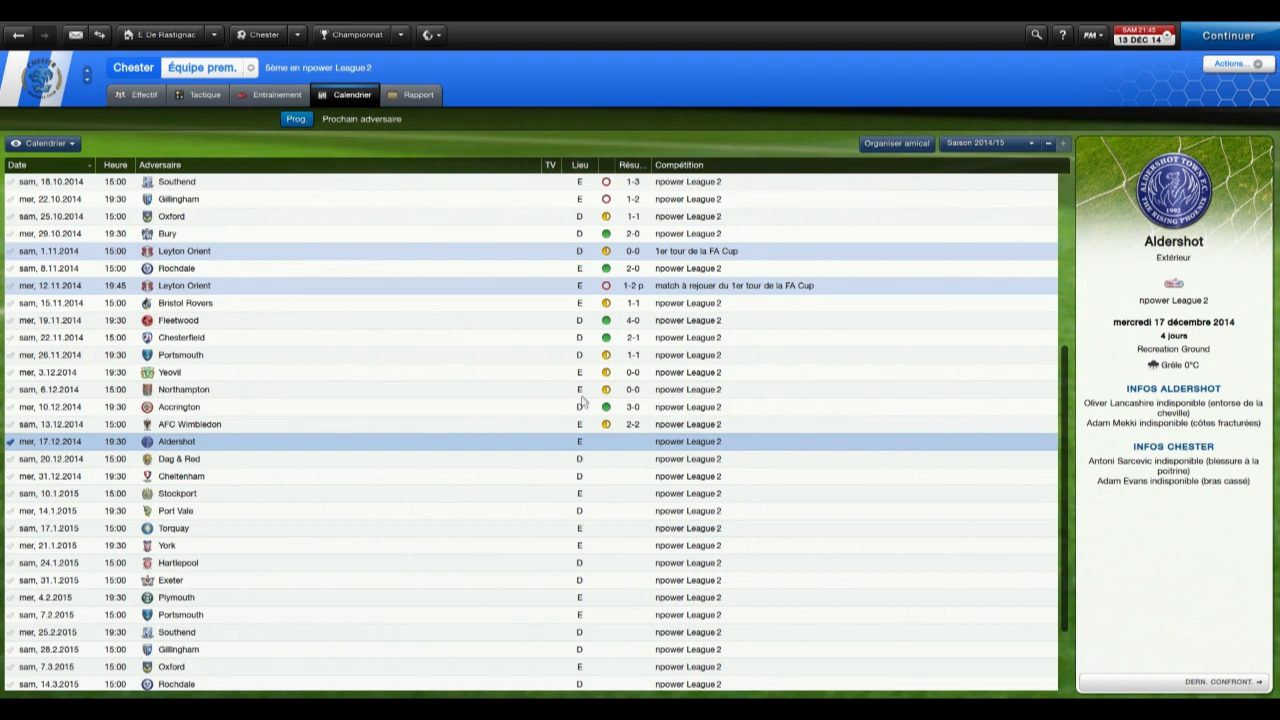 E De Rastignac Chester Championnat ? FM SAM 21:45 13 DÉC 14 Continuer
Chester Équipe prem. 5ème en npower League 2 Actions...
Effectif Tactique Entraînement Calendrier Rapport
Prog Prochain adversaire
Calendrier Organiser amical Saison 2014/15
Date Heure Adversaire TV Lieu Résu... Compétition
sam, 18.10.2014 15:00 Southend E 1-3 npower League 2
mer, 22.10.2014 19:30 Gillingham E 1-2 npower League 2
sam, 25.10.2014 15:00 Oxford D 1-1 npower League 2
mer, 29.10.2014 19:30 Bury D 2-0 npower League 2
sam, 1.11.2014 15:00 Leyton Orient D 0-0 1er tour de la FA Cup
sam, 8.11.2014 15:00 Rochdale E 2-0 npower League 2
mer, 12.11.2014 19:45 Leyton Orient E 1-2 p match à rejouer du 1er tour de la FA Cup
sam, 15.11.2014 15:00 Bristol Rovers E 1-1 npower League 2
mer, 19.11.2014 19:30 Fleetwood D 4-0 npower League 2
sam, 22.11.2014 15:00 Chesterfield D 2-1 npower League 2
mer, 26.11.2014 19:30 Portsmouth D 1-1 npower League 2
mer, 3.12.2014 19:30 Yeovil E 0-0 npower League 2
sam, 6.12.2014 15:00 Northampton E 0-0 npower League 2
mer, 10.12.2014 19:30 Accrington D 3-0 npower League 2
sam, 13.12.2014 15:00 AFC Wimbledon E 2-2 npower League 2
mer, 17.12.2014 19:30 Aldershot E npower League 2
sam, 20.12.2014 15:00 Dag & Red D npower League 2
mer, 31.12.2014 19:30 Cheltenham D npower League 2
sam, 10.1.2015 15:00 Stockport E npower League 2
mer, 14.1.2015 19:30 Port Vale D npower League 2
sam, 17.1.2015 15:00 Torquay E npower League 2
mer, 21.1.2015 19:30 York E npower League 2
sam, 24.1.2015 15:00 Hartlepool D npower League 2
sam, 31.1.2015 15:00 Exeter D npower League 2
mer, 4.2.2015 19:30 Plymouth E npower League 2
sam, 7.2.2015 15:00 Portsmouth E npower League 2
mer, 25.2.2015 19:30 Southend D npower League 2
sam, 28.2.2015 15:00 Gillingham D npower League 2
sam, 7.3.2015 15:00 Oxford E npower League 2
sam, 14.3.2015 15:00 Rochdale D npower League 2
ALDERSHOT TOWN F.C.
1992
THE RISING PHOENIX
Aldershot
Extérieur
npower League 2
mercredi 17 décembre 2014
4 jours
Recreation Ground
Grêle 0°C
INFOS ALDERSHOT
Oliver Lancashire indisponible (entorse de la
cheville)
Adam Mekki indisponible (côtes fracturées)
INFOS CHESTER
Antoni Sarcevic indisponible (blessure à la
poitrine)
Adam Evans indisponible (bras cassé)
DERN. CONFRONT.
CHESTER